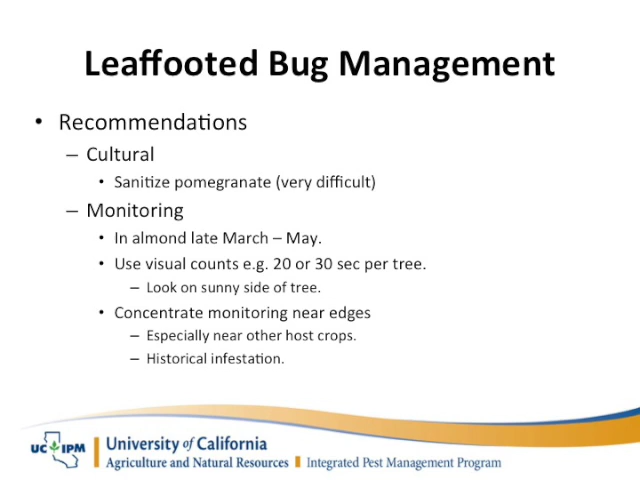 Leaffooted Bug Management
• Recommendations
– Cultural
• Sanitize pomegranate (very difficult)
– Monitoring
• In almond late March – May.
• Use visual counts e.g. 20 or 30 sec per tree.
– Look on sunny side of tree.
• Concentrate monitoring near edges
– Especially near other host crops.
– Historical infestation.
UC IPM
University of California
Agriculture and Natural Resources | Integrated Pest Management Program